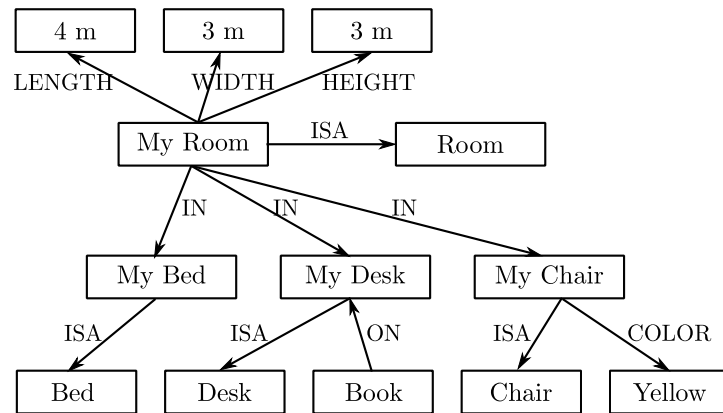 4 m
3 m
3 m
LENGTH
WIDTH
HEIGHT
My Room
ISA
Room
IN
IN
IN
My Bed
My Desk
My Chair
ISA
ISA
ON
ISA
COLOR
Bed
Desk
Book
Chair
Yellow